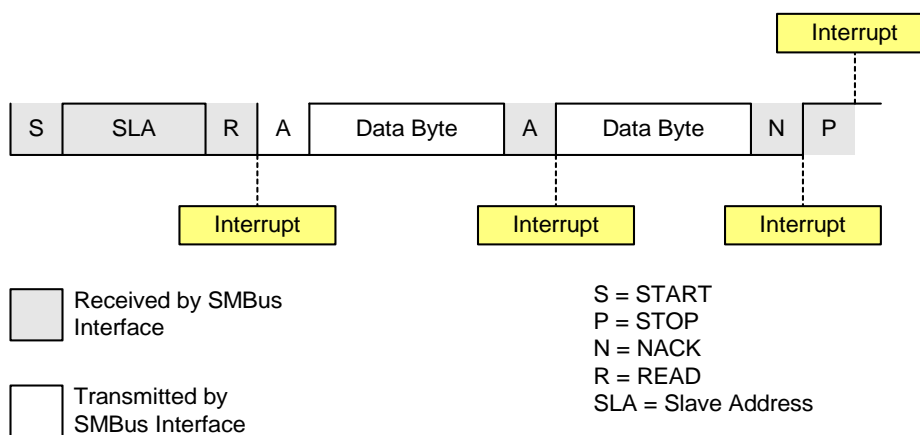 Interrupt
S SLA R A Data Byte A Data Byte N P
Interrupt Interrupt Interrupt
Received by SMBus
Interface
Transmitted by
SMBus Interface
S = START
P = STOP
N = NACK
R = READ
SLA = Slave Address